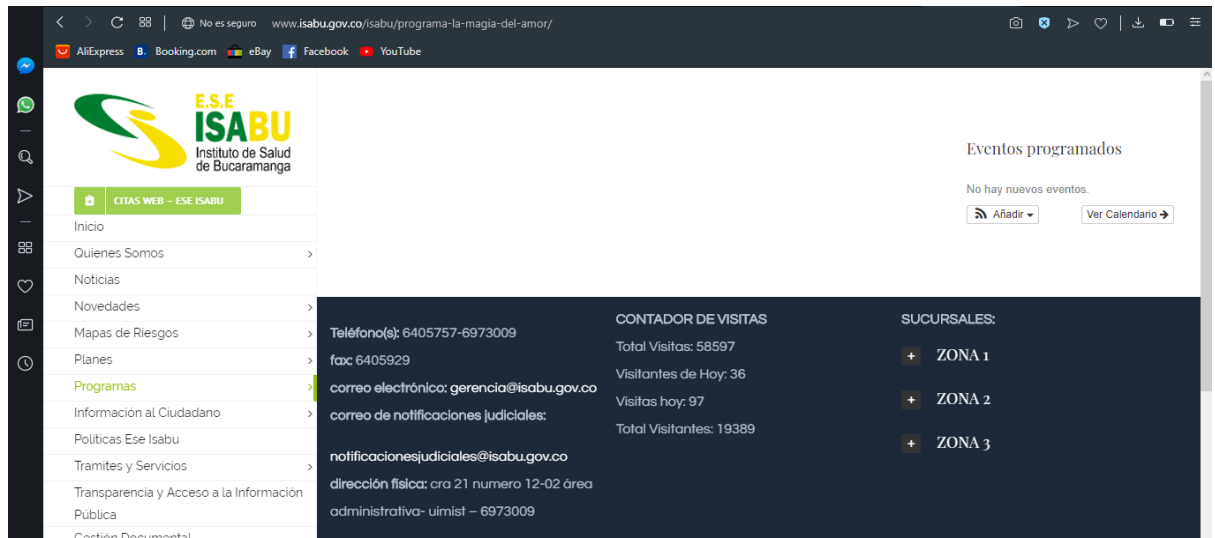 No es seguro www.isabu.gov.co/isabu/programa-la-magia-del-amor/
AliExpress B. Booking.com eBay Facebook YouTube
E.S.E
ISABU
Instituto de Salud
de Bucaramanga
CITAS WEB – ESE ISABU
Inicio
Quienes Somos
Noticias
Novedades
Mapas de Riesgos
Planes
Programas
Información al Ciudadano
Políticas Ese Isabu
Tramites y Servicios
Transparencia y Acceso a la Información
Pública
Gestión Documental
Eventos programados
No hay nuevos eventos.
Añadir Ver Calendario
Teléfono(s): 6405757-6973009
fax: 6405929
correo electrónico: gerencia@isabu.gov.co
correo de notificaciones judiciales:
notificacionesjudiciales@isabu.gov.co
dirección física: cra 21 numero 12-02 área
administrativa- uimist – 6973009
CONTADOR DE VISITAS
Total Visitas: 58597
Visitantes de Hoy: 36
Visitas hoy: 97
Total Visitantes: 19389
SUCURSALES:
+ ZONA 1
+ ZONA 2
+ ZONA 3